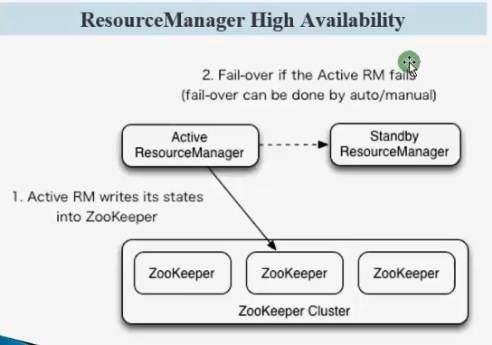 ResourceManager High Availability
2. Fail-over if the Active RM fails
(fail-over can be done by auto/manual)
Active
ResourceManager
Standby
ResourceManager
1. Active RM writes its states
into ZooKeeper
ZooKeeper
ZooKeeper
ZooKeeper
ZooKeeper Cluster